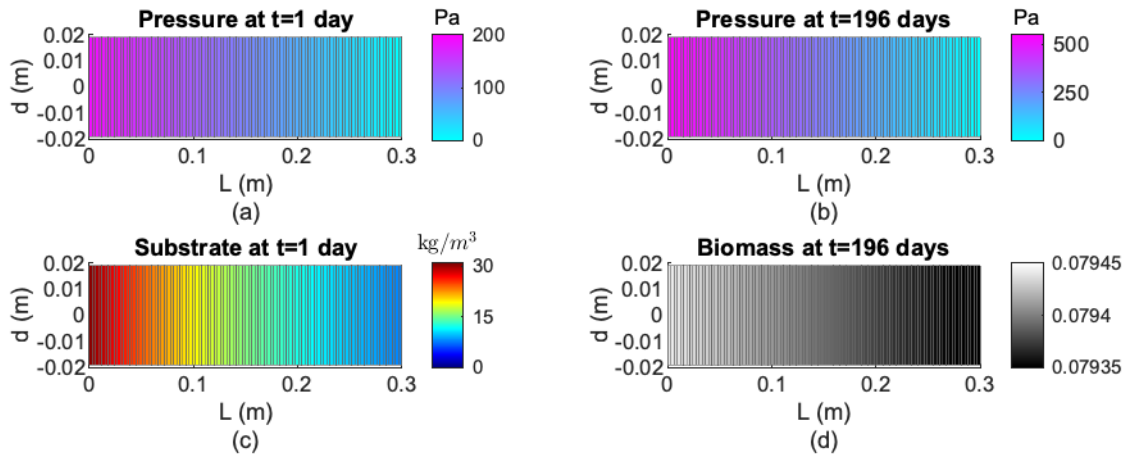 Pressure at t=1 day
Pa
0.02
0.01
0
-0.01
-0.02
d (m)
0
0.1
0.2
0.3
L (m)
(a)
200
100
0
Pressure at t=196 days
Pa
0.02
0.01
0
-0.01
-0.02
d (m)
0
0.1
0.2
0.3
L (m)
(b)
500
250
0
Substrate at t=1 day
kg/m³
0.02
0.01
0
-0.01
-0.02
d (m)
0
0.1
0.2
0.3
L (m)
(c)
30
15
0
Biomass at t=196 days
0.02
0.01
0
-0.01
-0.02
d (m)
0
0.1
0.2
0.3
L (m)
(d)
0.07945
0.0794
0.07935